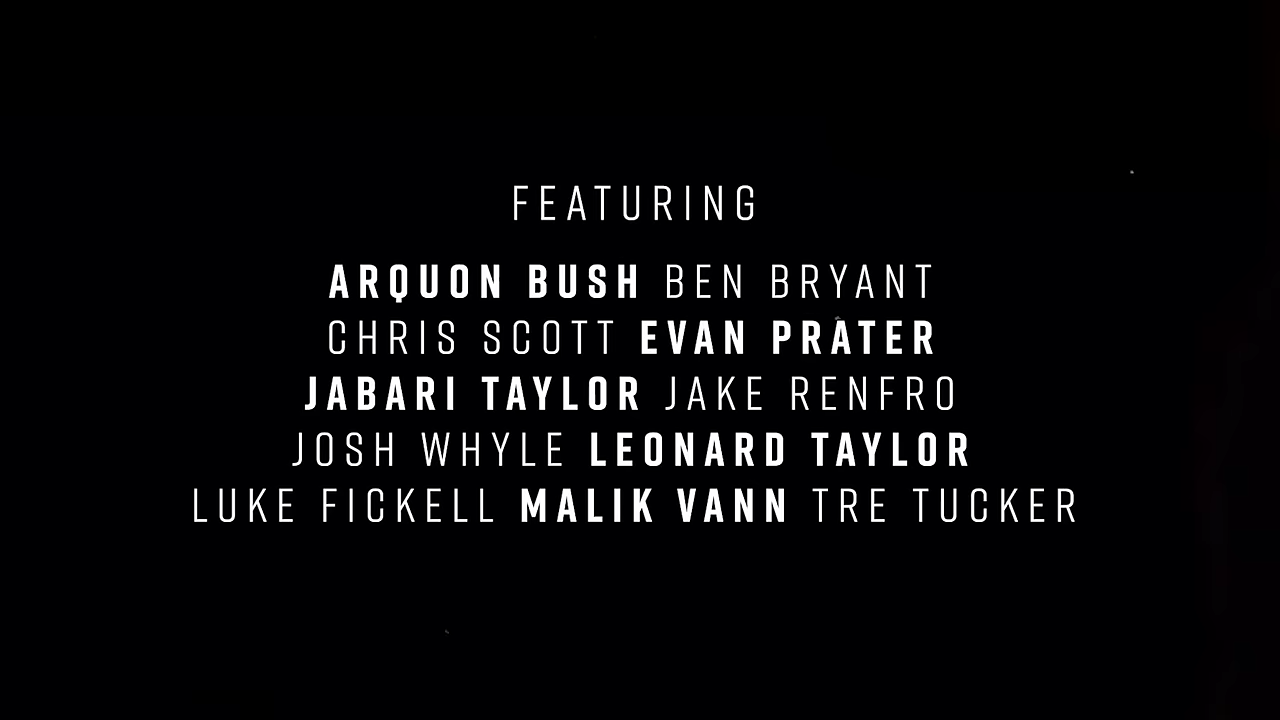 FEATURING
ARQUON BUSH BEN BRYANT
CHRIS SCOTT EVAN PRATER
JABARI TAYLOR JAKE RENFRO
JOSH WHYLE LEONARD TAYLOR
LUKE FICKELL MALIK VANN TRE TUCKER